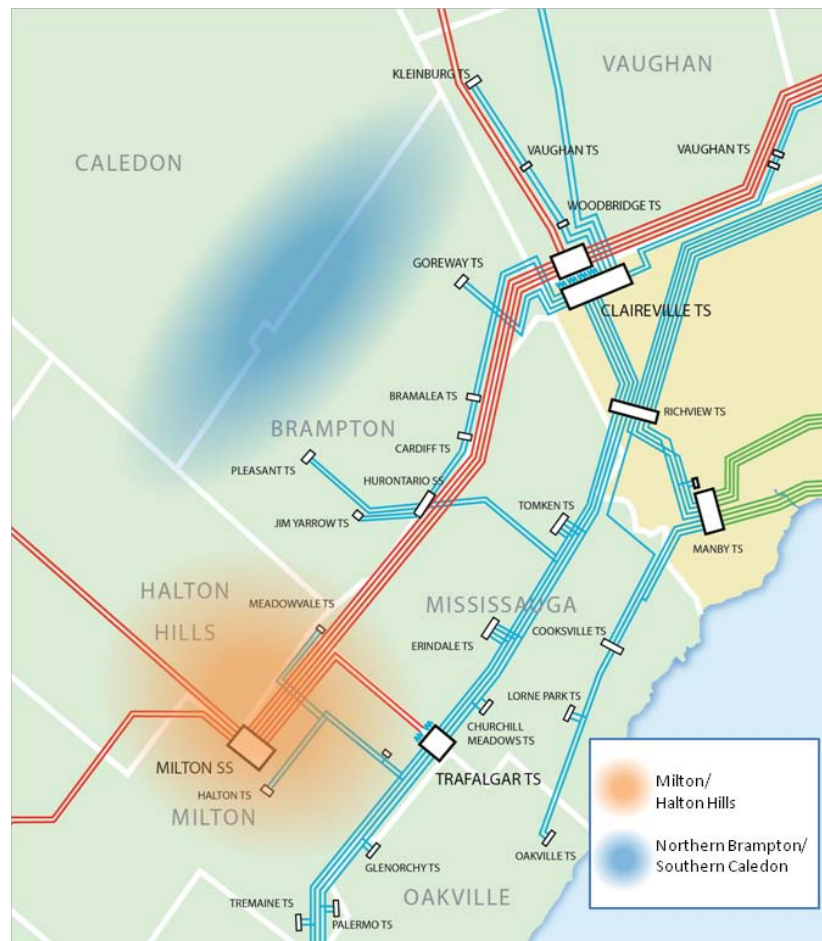 KLEINBURG TS
VAUGHAN
VAUGHAN TS
VAUGHAN TS
CALEDON
WOODBRIDGE TS
GOREWAY TS
CLAIREVILLE TS
BRAMALEA TS
RICHVIEW TS
BRAMPTON
CARDIFF TS
PLEASANT TS
HURONTARIO SS
TOMKEN TS
JIM YARROW TS
MANBY TS
HALTON
HILLS
MEADOWVALE TS
MISSISSAUGA
ERINDALE TS
COOKSVILLE TS
LORNE PARK TS
CHURCHILL
MEADOWS TS
MILTON SS
TRAFALGAR TS
HALTON TS
MILTON
Milton/
Halton Hills
Northern Brampton/
Southern Caledon
OAKVILLE TS
GLENORCHY TS
OAKVILLE
TREMAINE TS
PALERMO TS